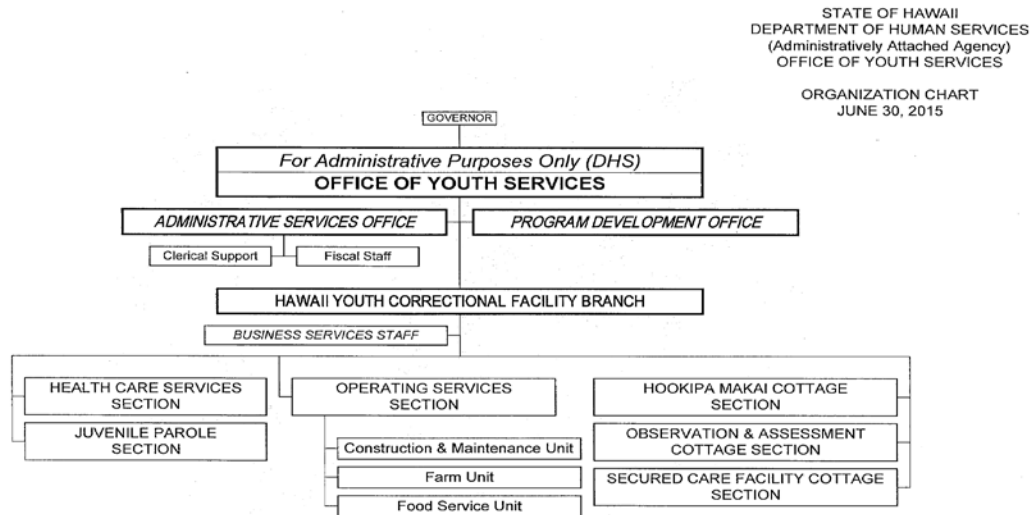 STATE OF HAWAII
DEPARTMENT OF HUMAN SERVICES
(Administratively Attached Agency)
OFFICE OF YOUTH SERVICES
ORGANIZATION CHART
JUNE 30, 2015
GOVERNOR
For Administrative Purposes Only (DHS)
OFFICE OF YOUTH SERVICES
ADMINISTRATIVE SERVICES OFFICE
PROGRAM DEVELOPMENT OFFICE
Clerical Support
Fiscal Staff
HAWAII YOUTH CORRECTIONAL FACILITY BRANCH
BUSINESS SERVICES STAFF
HEALTH CARE SERVICES
SECTION
JUVENILE PAROLE
SECTION
OPERATING SERVICES
SECTION
Construction & Maintenance Unit
Farm Unit
Food Service Unit
HOOKIPA MAKAI COTTAGE
SECTION
OBSERVATION & ASSESSMENT
COTTAGE SECTION
SECURED CARE FACILITY COTTAGE
SECTION